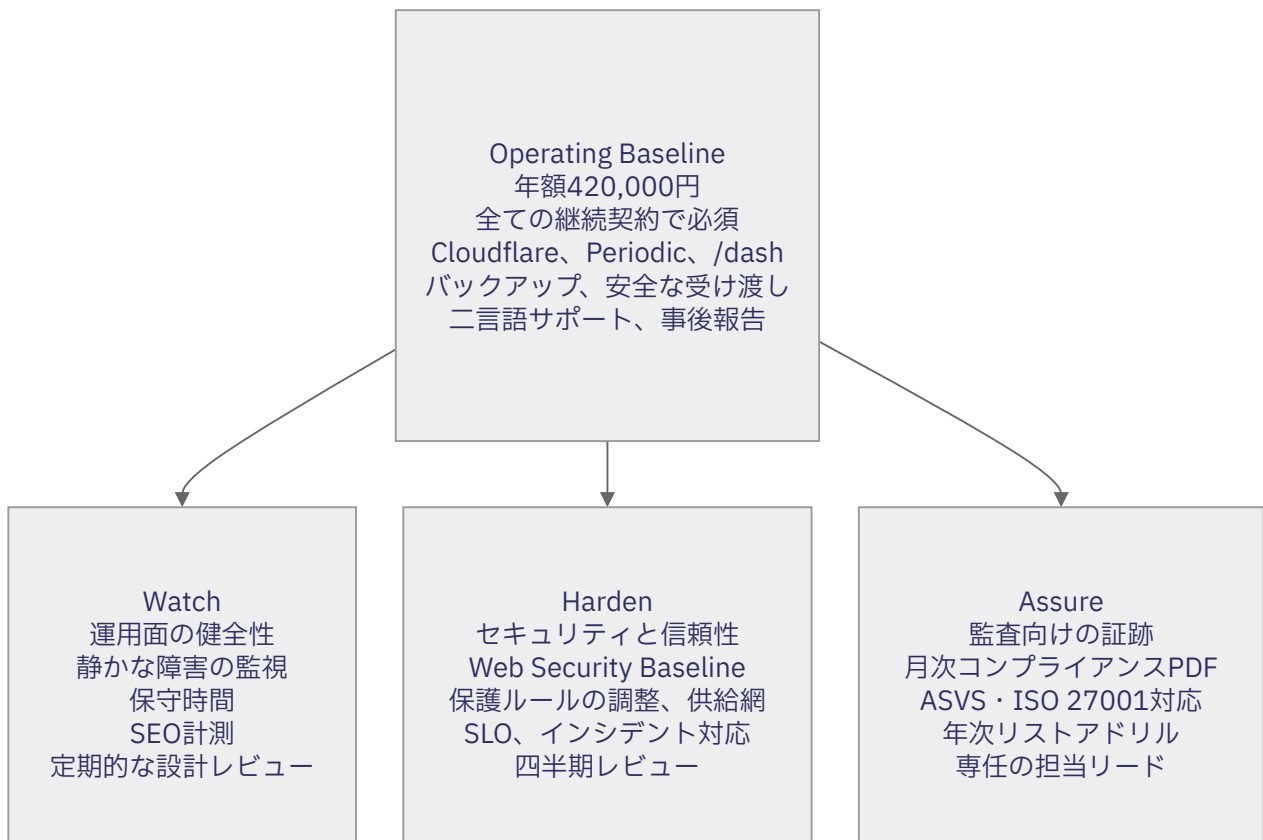 Operating Baseline
年額420,000円
全ての継続契約で必須
Cloudflare、Periodic、/dash
バックアップ、安全な受け渡し
二言語サポート、事後報告
Watch
運用面の健全性
静かな障害の監視
保守時間
SEO計測
定期的な設計レビュー
Harden
セキュリティと信頼性
Web Security Baseline
保護ルールの調整、供給網
SLO、インシデント対応
四半期レビュー
Assure
監査向けの証跡
月次コンプライアンスPDF
ASVS・ISO 27001対応
年次リストアドリル
専任の担当リード